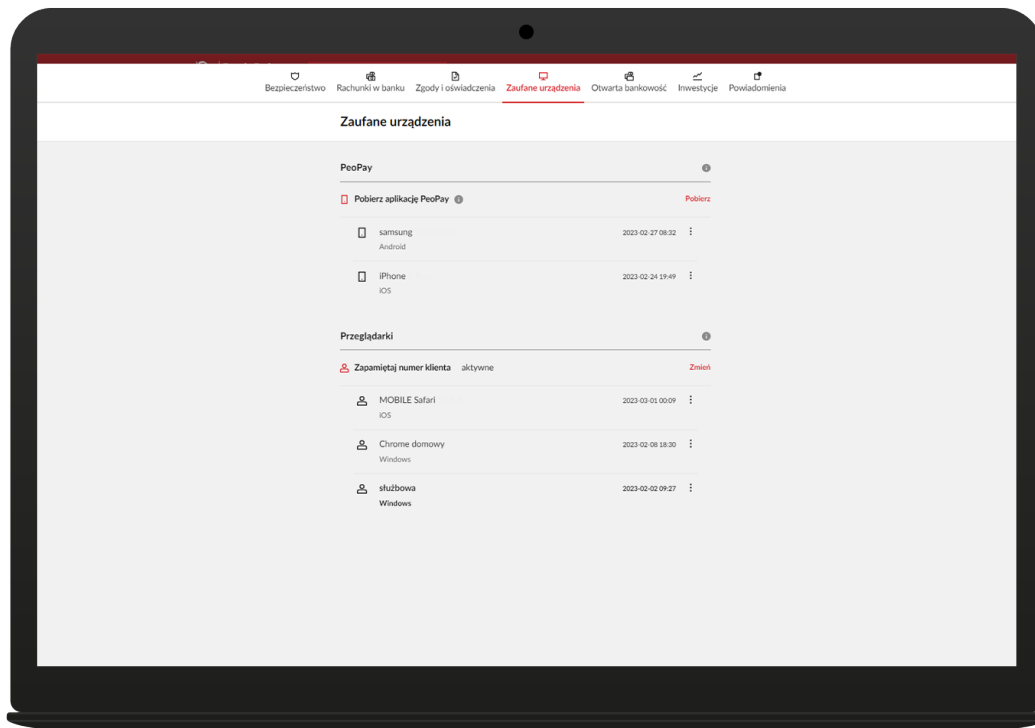 Bezpieczeństwo Rachunki w banku Zgody i oświadczenia Zaufane urządzenia Otwarta bankowość Inwestycje Powiadomienia
Zaufane urządzenia
PeoPay
Pobierz aplikację PeoPay Pobierz
samsung 2023-02-27 08:32
Android
iPhone 2023-02-24 19:49
iOS
Przeglądarki
Zapamiętaj numer klienta aktywne Zmień
MOBILE Safari 2023-03-01 00:09
iOS
Chrome domowy 2023-02-08 18:30
Windows
służbowa 2023-02-02 09:27
Windows